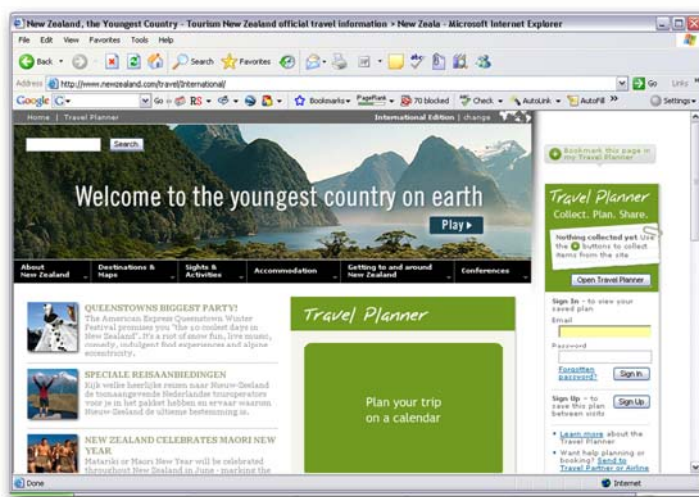 New Zealand, the Youngest Country - Tourism New Zealand official travel information > New Zeala - Microsoft Internet Explorer
File Edit View Favorites Tools Help
Back Search Favorites
Address http://www.newzealand.com/travel/International/ Go Links
Google G Go RS Bookmarks PageRank 70 blocked Check AutoLink AutoFill Settings
Home | Travel Planner International Edition | change
Search
Welcome to the youngest country on earth
Play
About New Zealand
Destinations & Maps
Sights & Activities
Accommodation
Getting to and around New Zealand
Conferences
QUEENSTOWNS BIGGEST PARTY!
The American Express Queenstown Winter
Festival promises you "the 10 coolest days in
New Zealand". It's a riot of snow fun, live music,
comedy, indulgent food experiences and alpine
eccentricity.
SPECIALE REISAANBIEDINGEN
Kijk welke heerlijke reizen naar Nieuw-Zeeland
de toonaangevende Nederlandse touroperators
voor je in het pakket hebben en ervaar waarom
Nieuw-Zeeland de ultieme bestemming is.
NEW ZEALAND CELEBRATES MAORI NEW
YEAR
Matariki or Maori New Year will be celebrated
throughout New Zealand in June - marking the
Travel Planner
Plan your trip
on a calendar
Bookmark this page in
my Travel Planner
Travel Planner
Collect. Plan. Share.
Nothing collected yet Use
the + buttons to collect
items from the site
Open Travel Planner
Sign In - to view your
saved plan
Email
Password
Forgotten
password?
Sign In
Sign Up - to
save this plan
between visits
Sign Up
Learn more about the
Travel Planner
Want help planning or
booking? Send to
Travel Partner or Airline
Done Internet